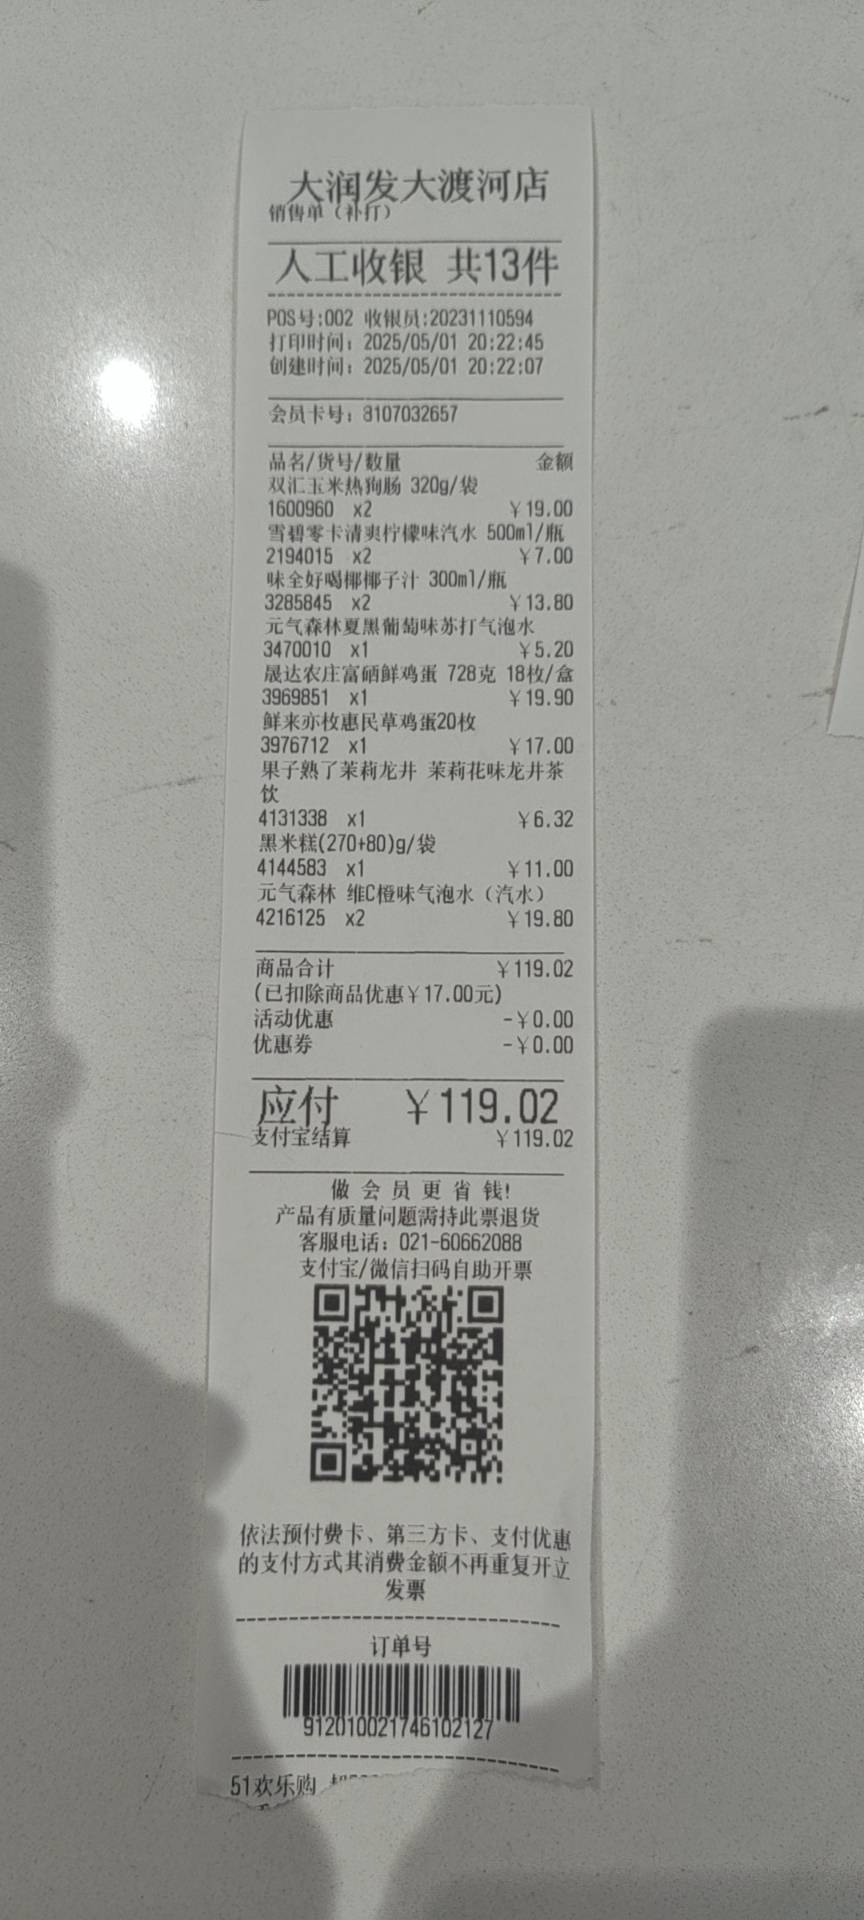 大润发大渡河店
销售单（补打）
人工收银 共13件
POS号:002 收银员:20231110594
打印时间：2025/05/01 20:22:45
创建时间：2025/05/01 20:22:07
会员卡号：8107032657
品名/货号/数量 金额
双汇玉米热狗肠 320g/袋
1600960 x2 ￥19.00
雪碧零卡清爽柠檬味汽水 500ml/瓶
2194015 x2 ￥7.00
味全好喝椰椰子汁 300ml/瓶
3285845 x2 ￥13.80
元气森林夏黑葡萄味苏打气泡水
3470010 x1 ￥5.20
晟达农庄富硒鲜鸡蛋 728克 18枚/盒
3969851 x1 ￥19.90
鲜来亦枚惠民草鸡蛋20枚
3976712 x1 ￥17.00
果子熟了茉莉龙井 茉莉花味龙井茶
饮
4131338 x1 ￥6.32
黑米糕(270+80)g/袋
4144583 x1 ￥11.00
元气森林 维C橙味气泡水（汽水）
4216125 x2 ￥19.80
商品合计 ￥119.02
(已扣除商品优惠￥17.00元)
活动优惠 -￥0.00
优惠券 -￥0.00
应付 ￥119.02
支付宝结算 ￥119.02
做 会 员 更 省 钱!
产品有质量问题需持此票退货
客服电话：021-60662088
支付宝/微信扫码自助开票
依法预付费卡、第三方卡、支付优惠
的支付方式其消费金额不再重复开立
发票
订单号
912010021746102127
51欢乐购